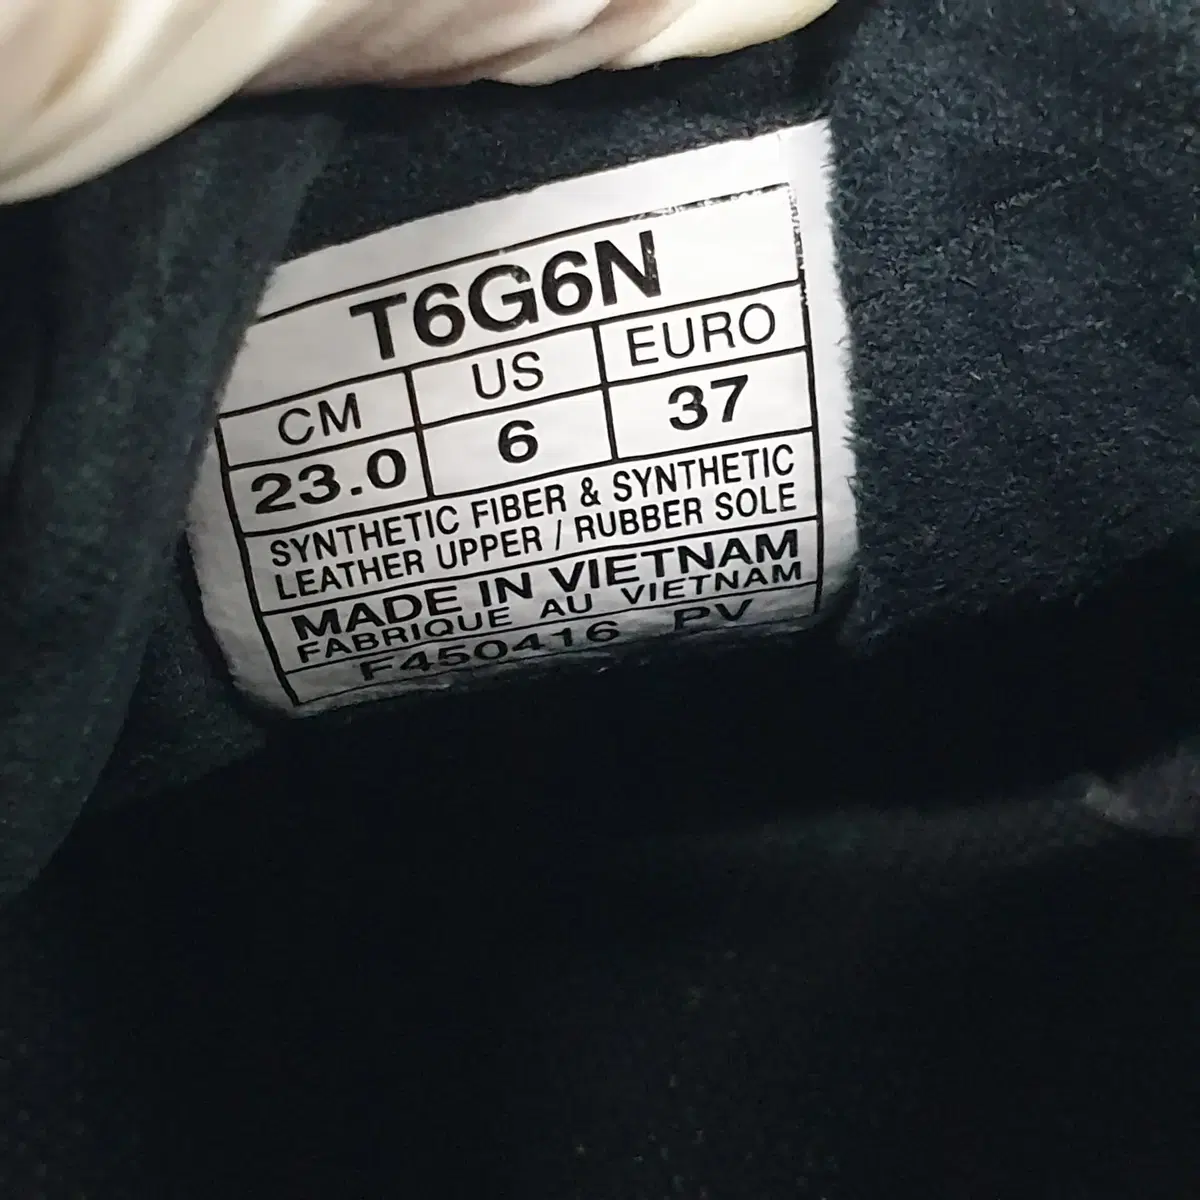 T6G6N
CM US EURO
23.0 6 37
SYNTHETIC FIBER & SYNTHETIC
LEATHER UPPER / RUBBER SOLE
MADE IN VIETNAM
FABRIQUE AU VIETNAM
F450416 PV